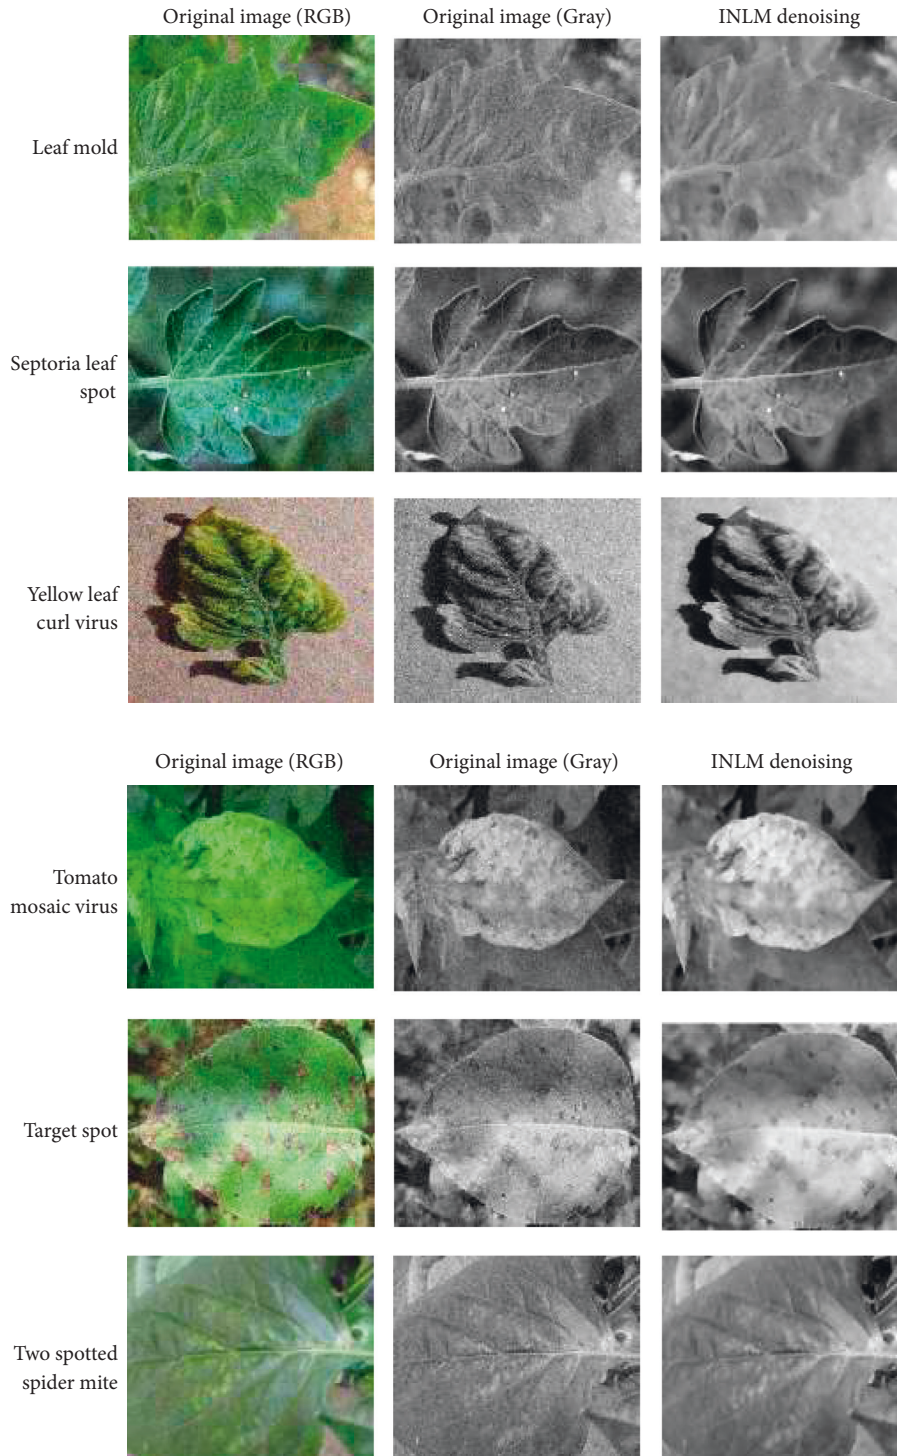 Original image (RGB) Original image (Gray) INLM denoising
Leaf mold
Septoria leaf
spot
Yellow leaf
curl virus
Original image (RGB) Original image (Gray) INLM denoising
Tomato
mosaic virus
Target spot
Two spotted
spider mite